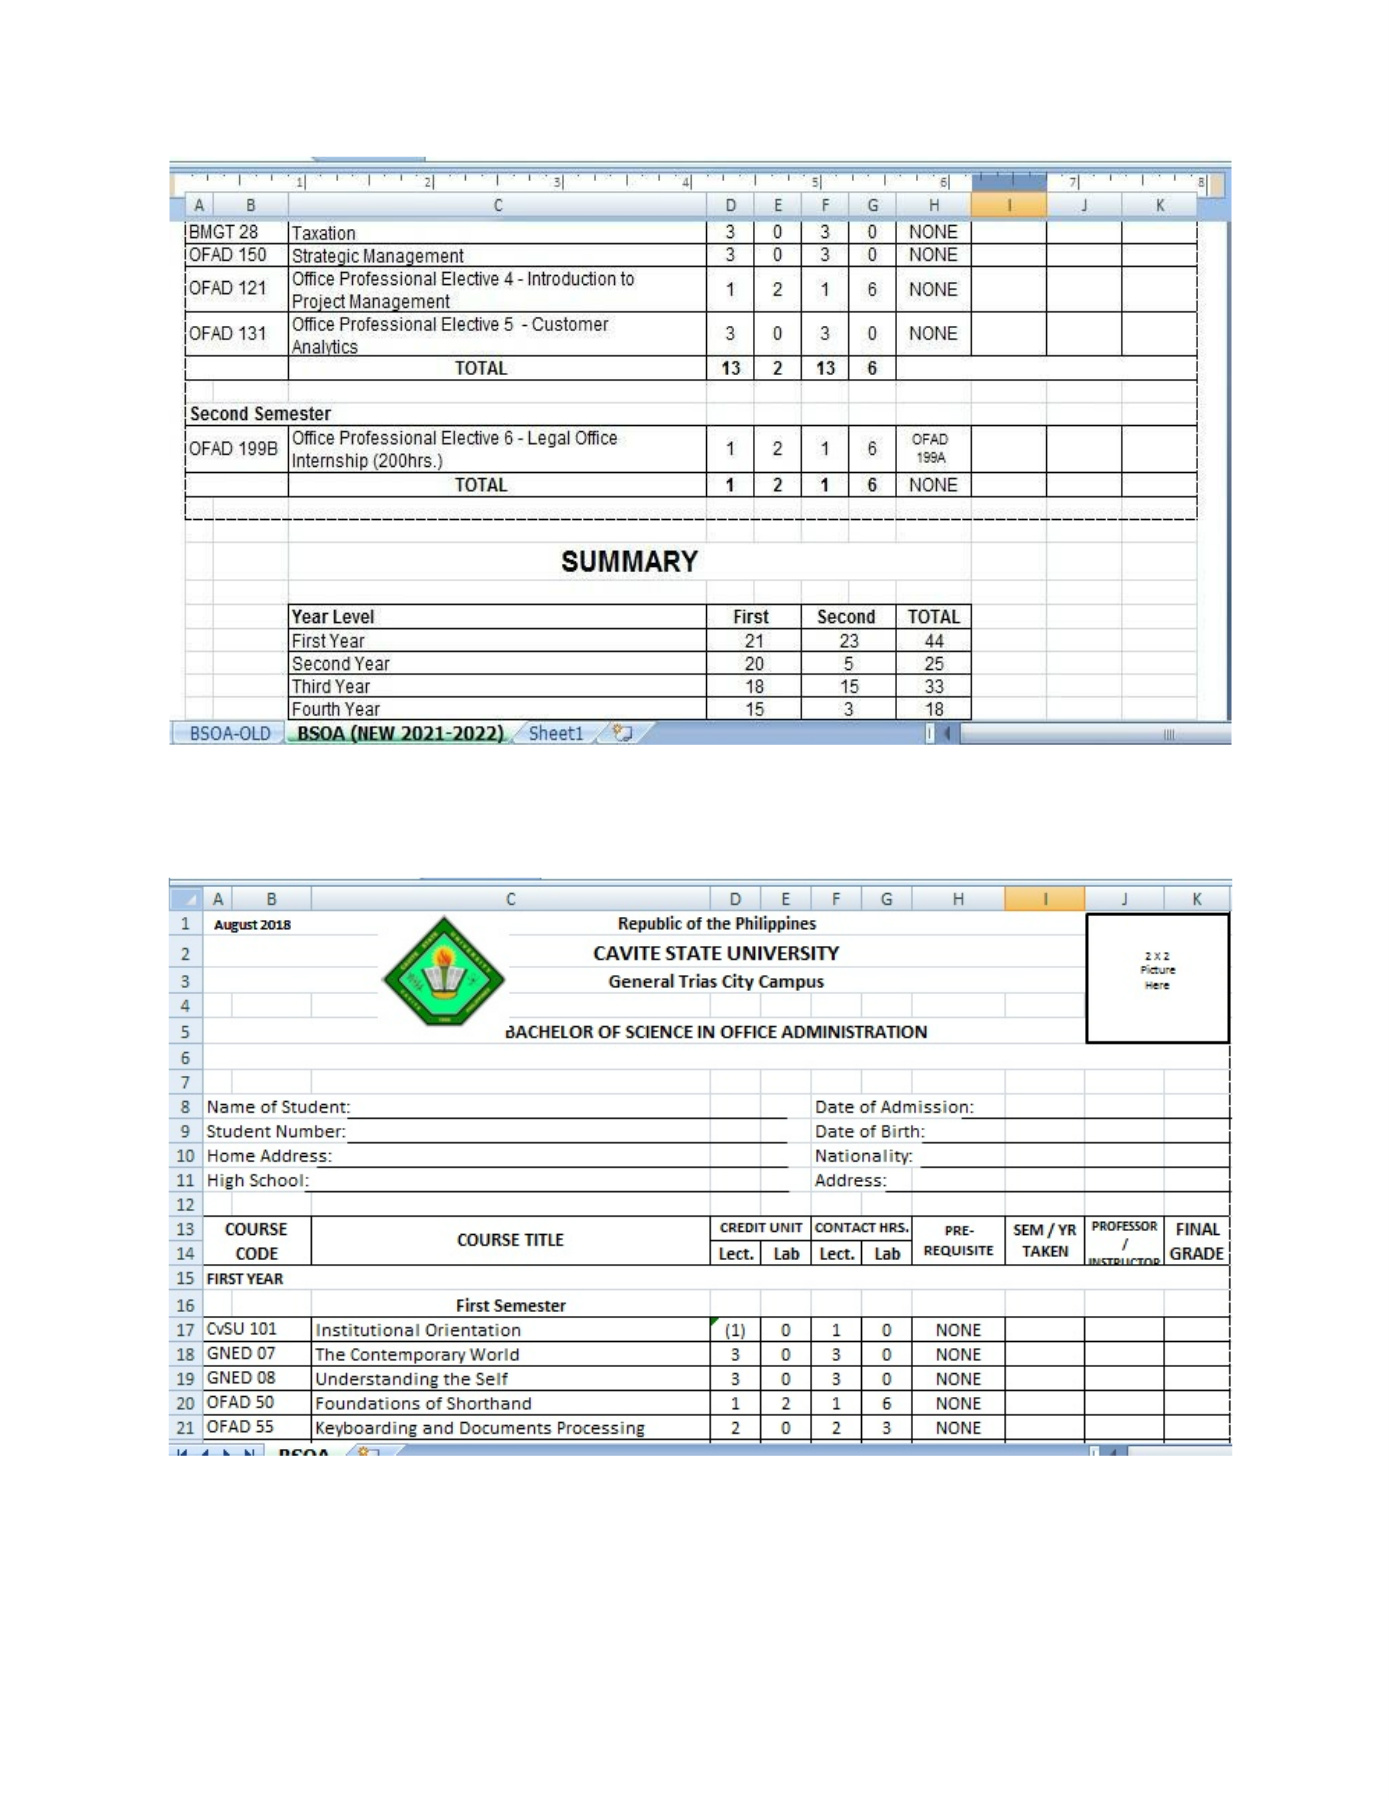 1 2 3 4 5 6 7 8
A B C D E F G H I J K
BMGT 28 Taxation 3 0 3 0 NONE
OFAD 150 Strategic Management 3 0 3 0 NONE
OFAD 121 Office Professional Elective 4 - Introduction to Project Management 1 2 1 6 NONE
OFAD 131 Office Professional Elective 5 - Customer Analytics 3 0 3 0 NONE
TOTAL 13 2 13 6
Second Semester
OFAD 199B Office Professional Elective 6 - Legal Office Internship (200hrs.) 1 2 1 6 OFAD 199A
TOTAL 1 2 1 6 NONE
SUMMARY
Year Level First Second TOTAL
First Year 21 23 44
Second Year 20 5 25
Third Year 18 15 33
Fourth Year 15 3 18
BSOA-OLD BSOA (NEW 2021-2022) Sheet1
A B C D E F G H I J K
1 August 2018 Republic of the Philippines
2 CAVITE STATE UNIVERSITY 2 X 2
3 General Trias City Campus Picture
Here
4
5 BACHELOR OF SCIENCE IN OFFICE ADMINISTRATION
6
7
8 Name of Student: Date of Admission:
9 Student Number: Date of Birth:
10 Home Address: Nationality:
11 High School: Address:
12
13 COURSE COURSE TITLE CREDIT UNIT CONTACT HRS. PRE- SEM / YR PROFESSOR FINAL
14 CODE Lect. Lab Lect. Lab REQUISITE TAKEN / INSTRUCTOR GRADE
15 FIRST YEAR
16 First Semester
17 CvSU 101 Institutional Orientation (1) 0 1 0 NONE
18 GNED 07 The Contemporary World 3 0 3 0 NONE
19 GNED 08 Understanding the Self 3 0 3 0 NONE
20 OFAD 50 Foundations of Shorthand 1 2 1 6 NONE
21 OFAD 55 Keyboarding and Documents Processing 2 0 2 3 NONE
BSOA